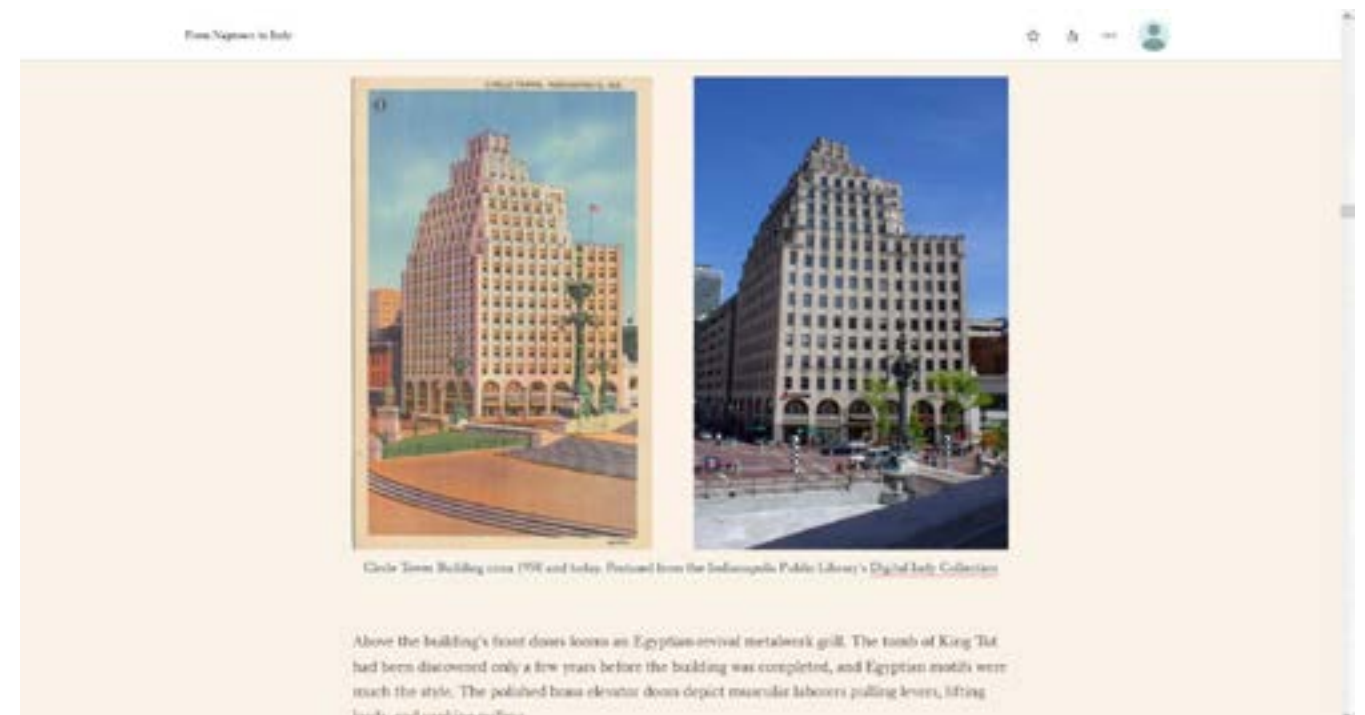 From Naptown to Indy
CIRCLE TOWER, INDIANAPOLIS, IND.
Circle Tower Building circa and today. Postcard from the Indianapolis Public Library's Digital Indy Collection
Above the building's front doors looms an Egyptian-revival metalwork grill. The tomb of King Tut
had been discovered only a few years before the building was completed, and Egyptian motifs were
much the style. The polished brass elevator doors depict muscular laborers pulling levers, lifting